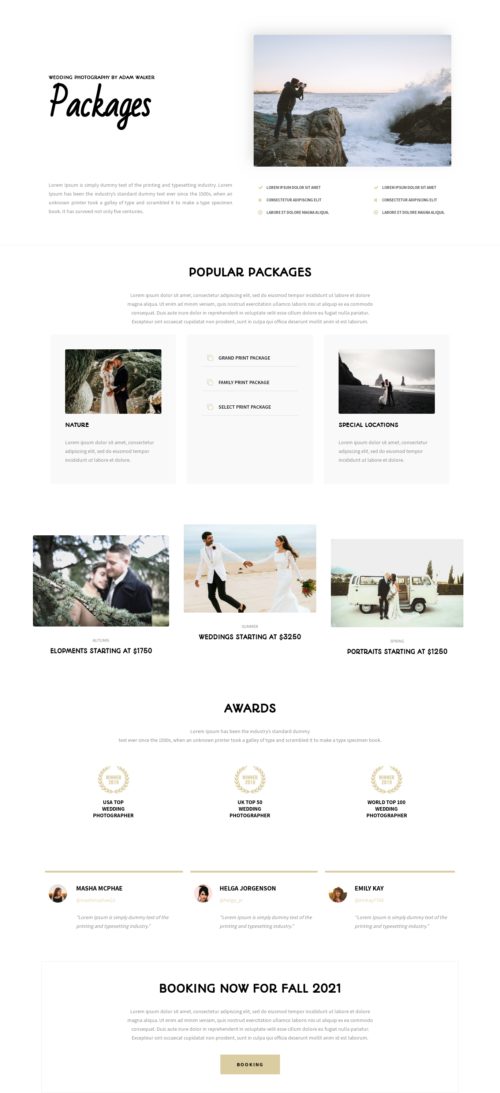 WEDDING PHOTOGRAPHY BY ADAM WALKER
Packages
Lorem Ipsum is simply dummy text of the printing and typesetting industry. Lorem
Ipsum has been the industry's standard dummy text ever since the 1500s, when an
unknown printer took a galley of type and scrambled it to make a type specimen
book. It has survived not only five centuries.
LOREM IPSUM DOLOR SIT AMET
CONSECTETUR ADIPISCING ELIT
LABORE ET DOLORE MAGNA ALIQUA.
LOREM IPSUM DOLOR SIT AMET
CONSECTETUR ADIPISCING ELIT
LABORE ET DOLORE MAGNA ALIQUA.
POPULAR PACKAGES
Lorem ipsum dolor sit amet, consectetur adipiscing elit, sed do eiusmod tempor incididunt ut labore et dolore
magna aliqua. Ut enim ad minim veniam, quis nostrud exercitation ullamco laboris nisi ut aliquip ex ea commodo
consequat. Duis aute irure dolor in reprehenderit in voluptate velit esse cillum dolore eu fugiat nulla pariatur.
Excepteur sint occaecat cupidatat non proident, sunt in culpa qui officia deserunt mollit anim id est laborum.
NATURE
Lorem ipsum dolor sit amet, consectetur
adipiscing elit, sed do eiusmod tempor
incididunt ut labore et dolore.
GRAND PRINT PACKAGE
FAMILY PRINT PACKAGE
SELECT PRINT PACKAGE
SPECIAL LOCATIONS
Lorem ipsum dolor sit amet, consectetur
adipiscing elit, sed do eiusmod tempor
incididunt ut labore et dolore.
AUTUMN
ELOPMENTS STARTING AT $1750
SUMMER
WEDDINGS STARTING AT $3250
SPRING
PORTRAITS STARTING AT $1250
AWARDS
Lorem Ipsum has been the industry's standard dummy
text ever since the 1500s, when an unknown printer took a galley of type and scrambled it to make a type specimen book.
WINNER
2019
USA TOP
WEDDING
PHOTOGRAPHER
WINNER
2019
UK TOP 50
WEDDING
PHOTOGRAPHER
WINNER
2019
WORLD TOP 100
WEDDING
PHOTOGRAPHER
MASHA MCPHAE
"Lorem Ipsum is simply dummy text of the
printing and typesetting industry."
HELGA JORGENSON
"Lorem Ipsum is simply dummy text of the
printing and typesetting industry."
EMILY KAY
"Lorem Ipsum is simply dummy text of the
printing and typesetting industry."
BOOKING NOW FOR FALL 2021
Lorem ipsum dolor sit amet, consectetur adipiscing elit, sed do eiusmod tempor incididunt ut labore et dolore
magna aliqua. Ut enim ad minim veniam, quis nostrud exercitation ullamco laboris nisi ut aliquip ex ea commodo
consequat. Duis aute irure dolor in reprehenderit in voluptate velit esse cillum dolore eu fugiat nulla pariatur.
Excepteur sint occaecat cupidatat non proident, sunt in culpa qui officia deserunt mollit anim id est laborum.
BOOKING